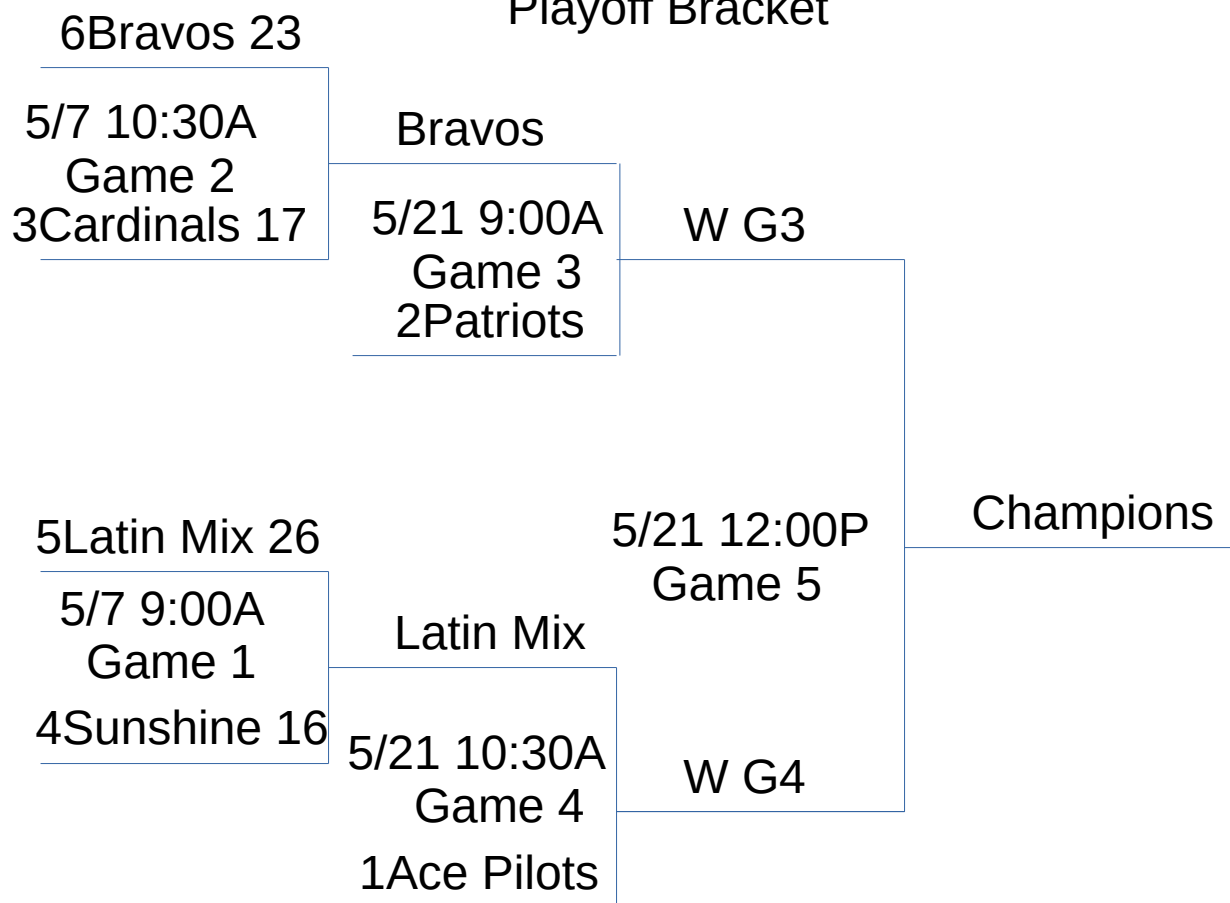 Playoff Bracket
6Bravos 23
5/7 10:30A
Game 2
3Cardinals 17
Bravos
5/21 9:00A
Game 3
2Patriots
W G3
5Latin Mix 26
5/7 9:00A
Game 1
4Sunshine 16
Latin Mix
5/21 10:30A
Game 4
1Ace Pilots
W G4
5/21 12:00P
Game 5
Champions